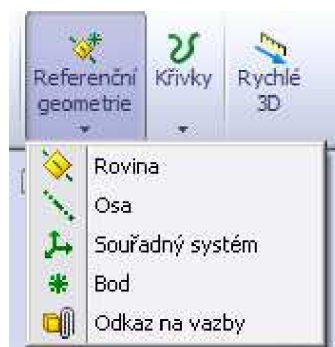 Referenční
geometrie
Křivky
Rychlé
3D
Rovina
Osa
Souřadný systém
Bod
Odkaz na vazby